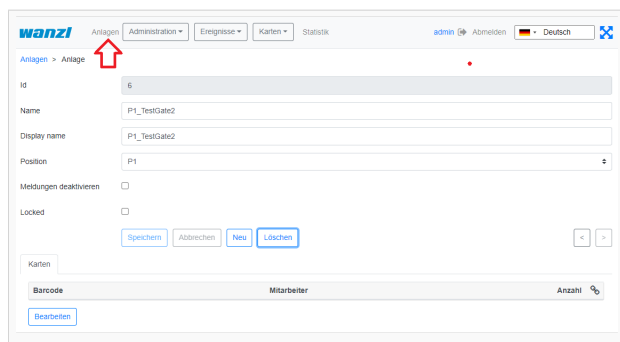 wanzl Anlagen Administration Ereignisse Karten Statistik admin Abmelden Deutsch
Anlagen > Anlage
Id 6
Name P1_TestGate2
Display name P1_TestGate2
Position P1
Meldungen deaktivieren
Locked
Speichern Abbrechen Neu Löschen < >
Karten
Barcode Mitarbeiter Anzahl
Bearbeiten